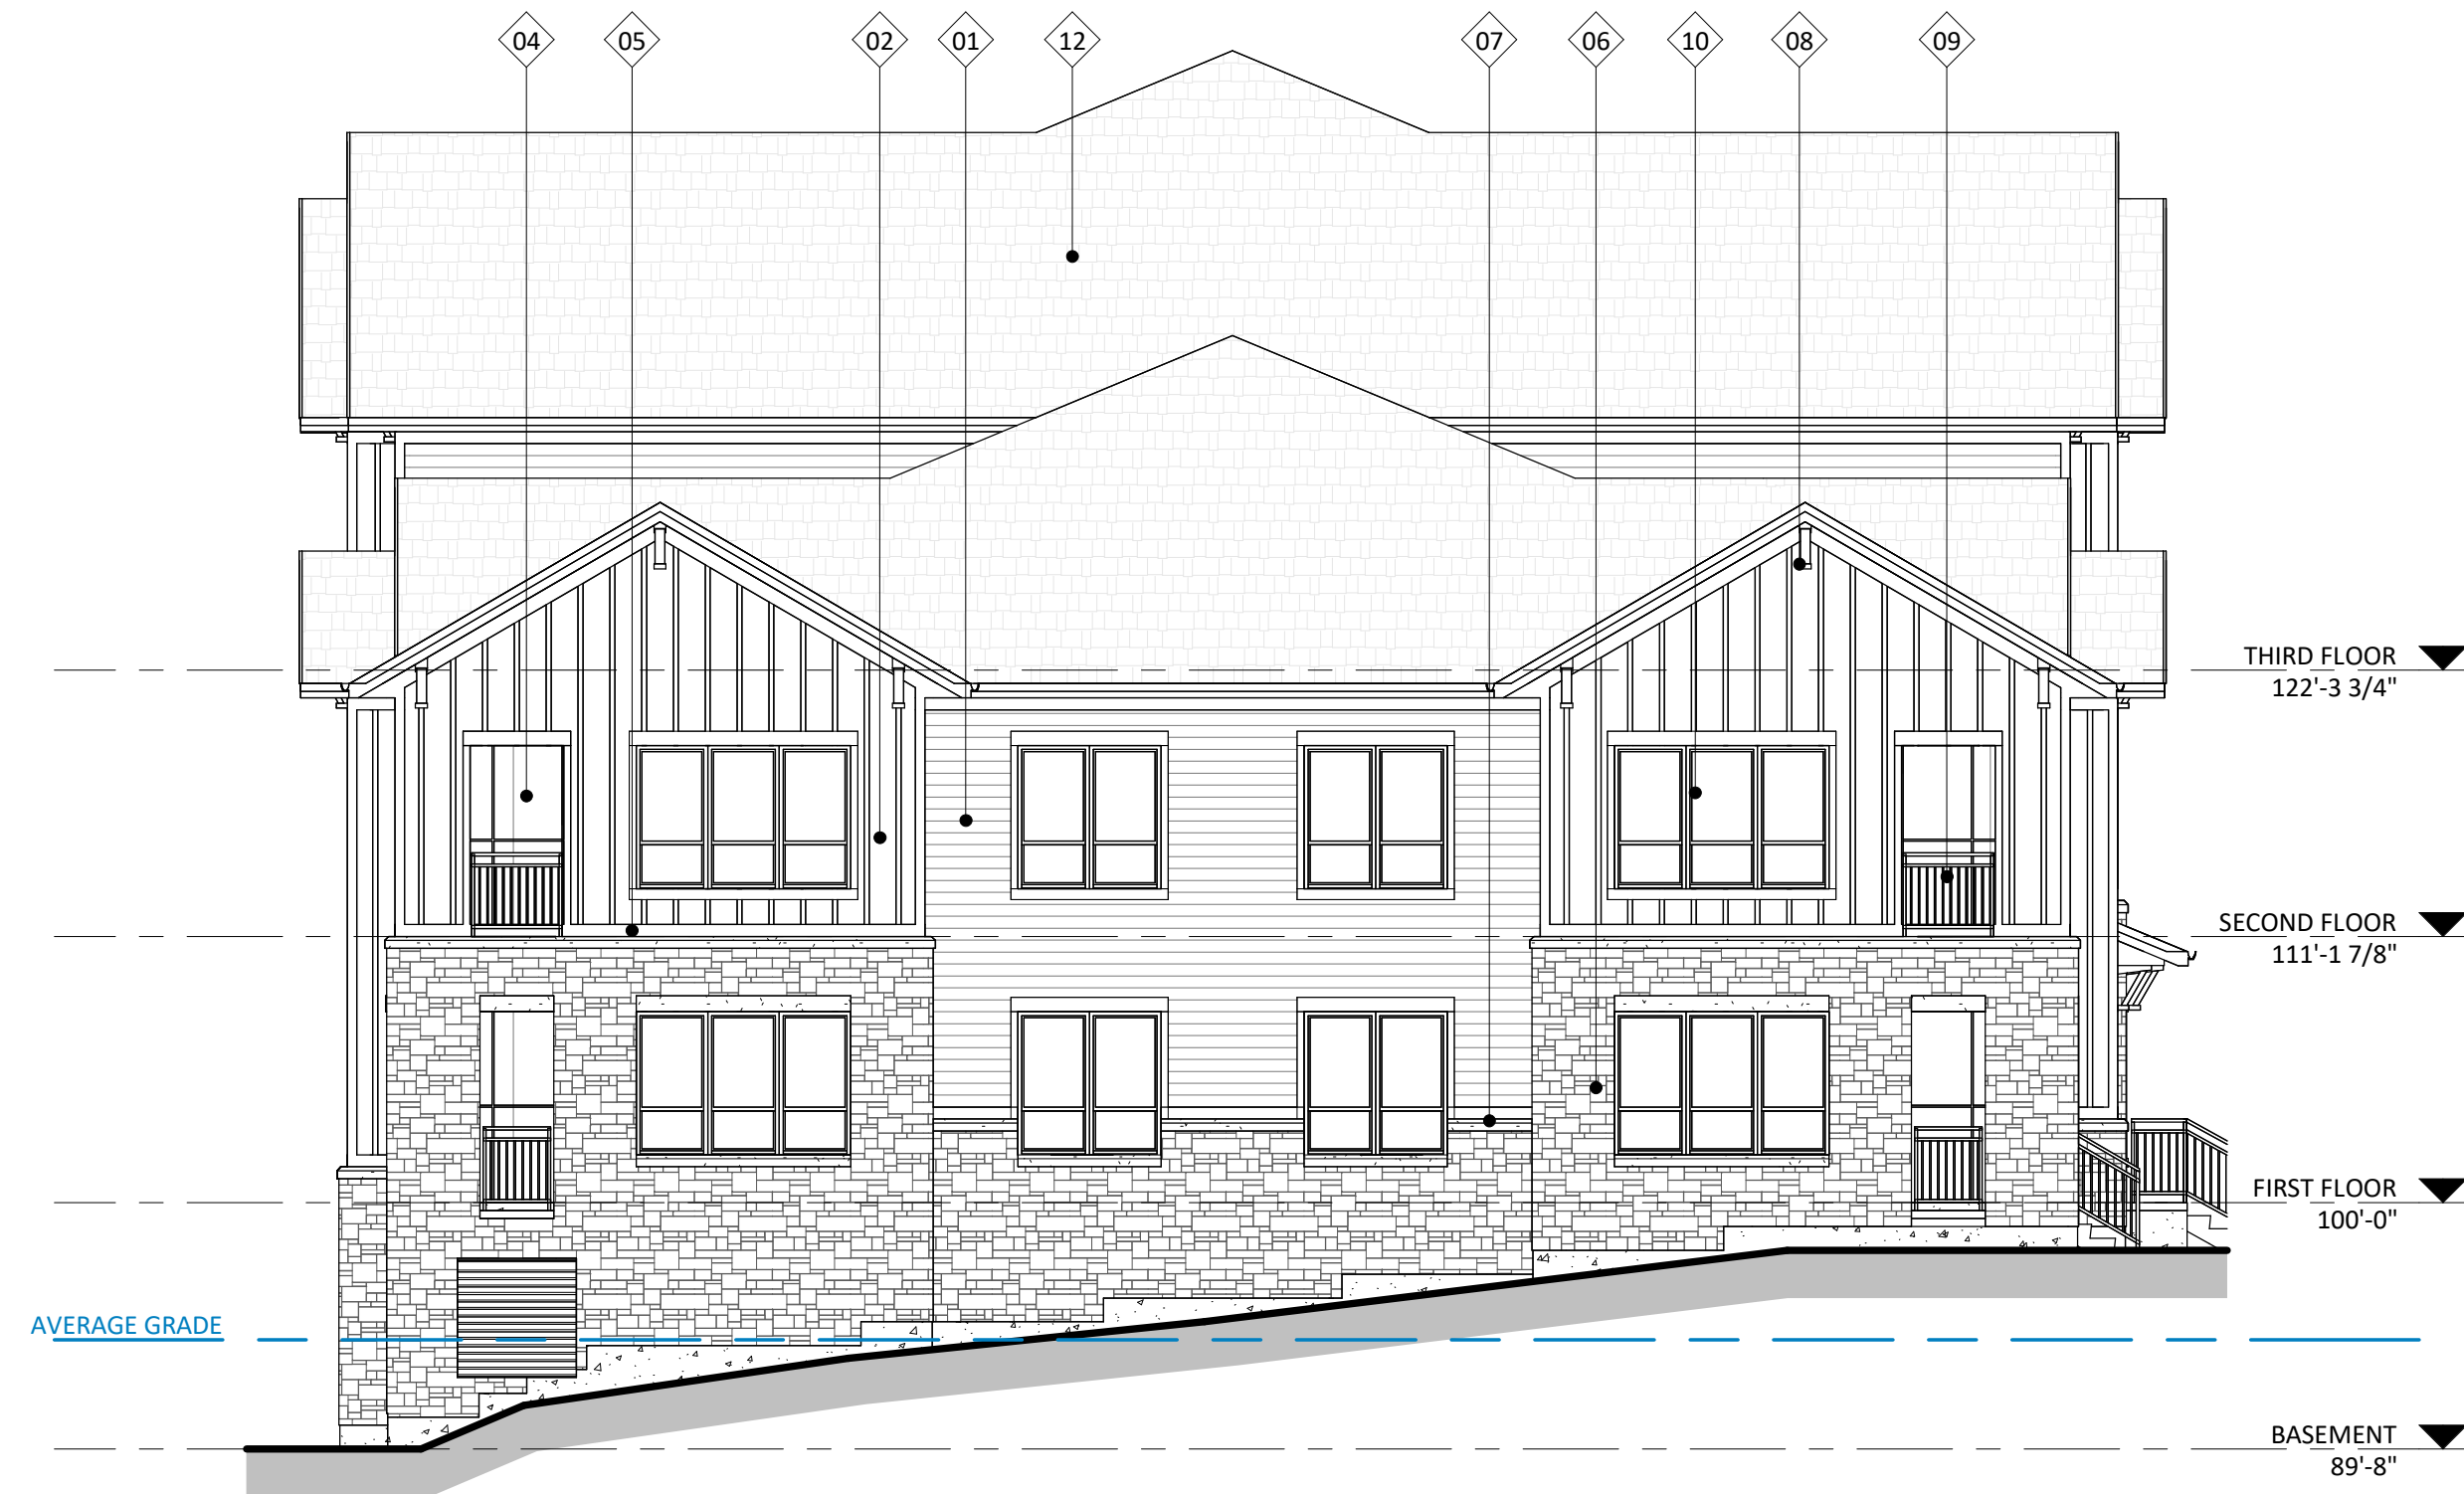 04
05
02
01
12
07
06
10
08
09
THIRD FLOOR
122'-3 3/4"
SECOND FLOOR
111'-1 7/8"
FIRST FLOOR
100'-0"
AVERAGE GRADE
BASEMENT
89'-8"